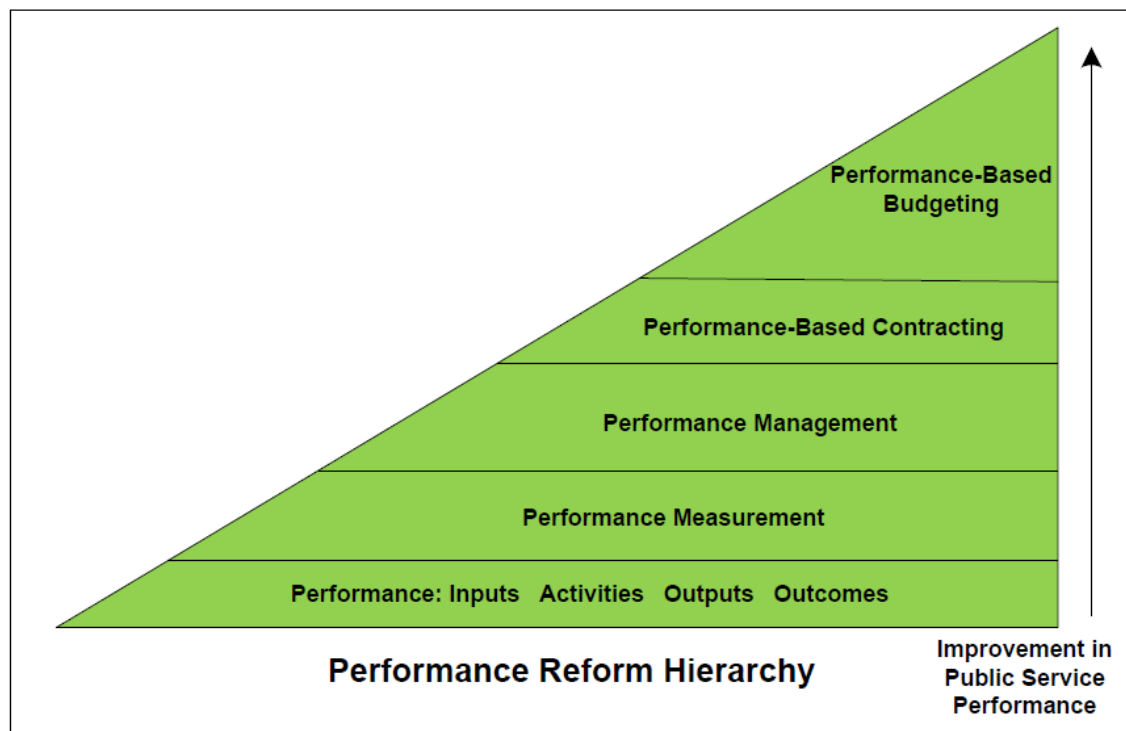 Performance-Based
Budgeting
Performance-Based Contracting
Performance Management
Performance Measurement
Performance: Inputs Activities Outputs Outcomes
Performance Reform Hierarchy
Improvement in
Public Service
Performance